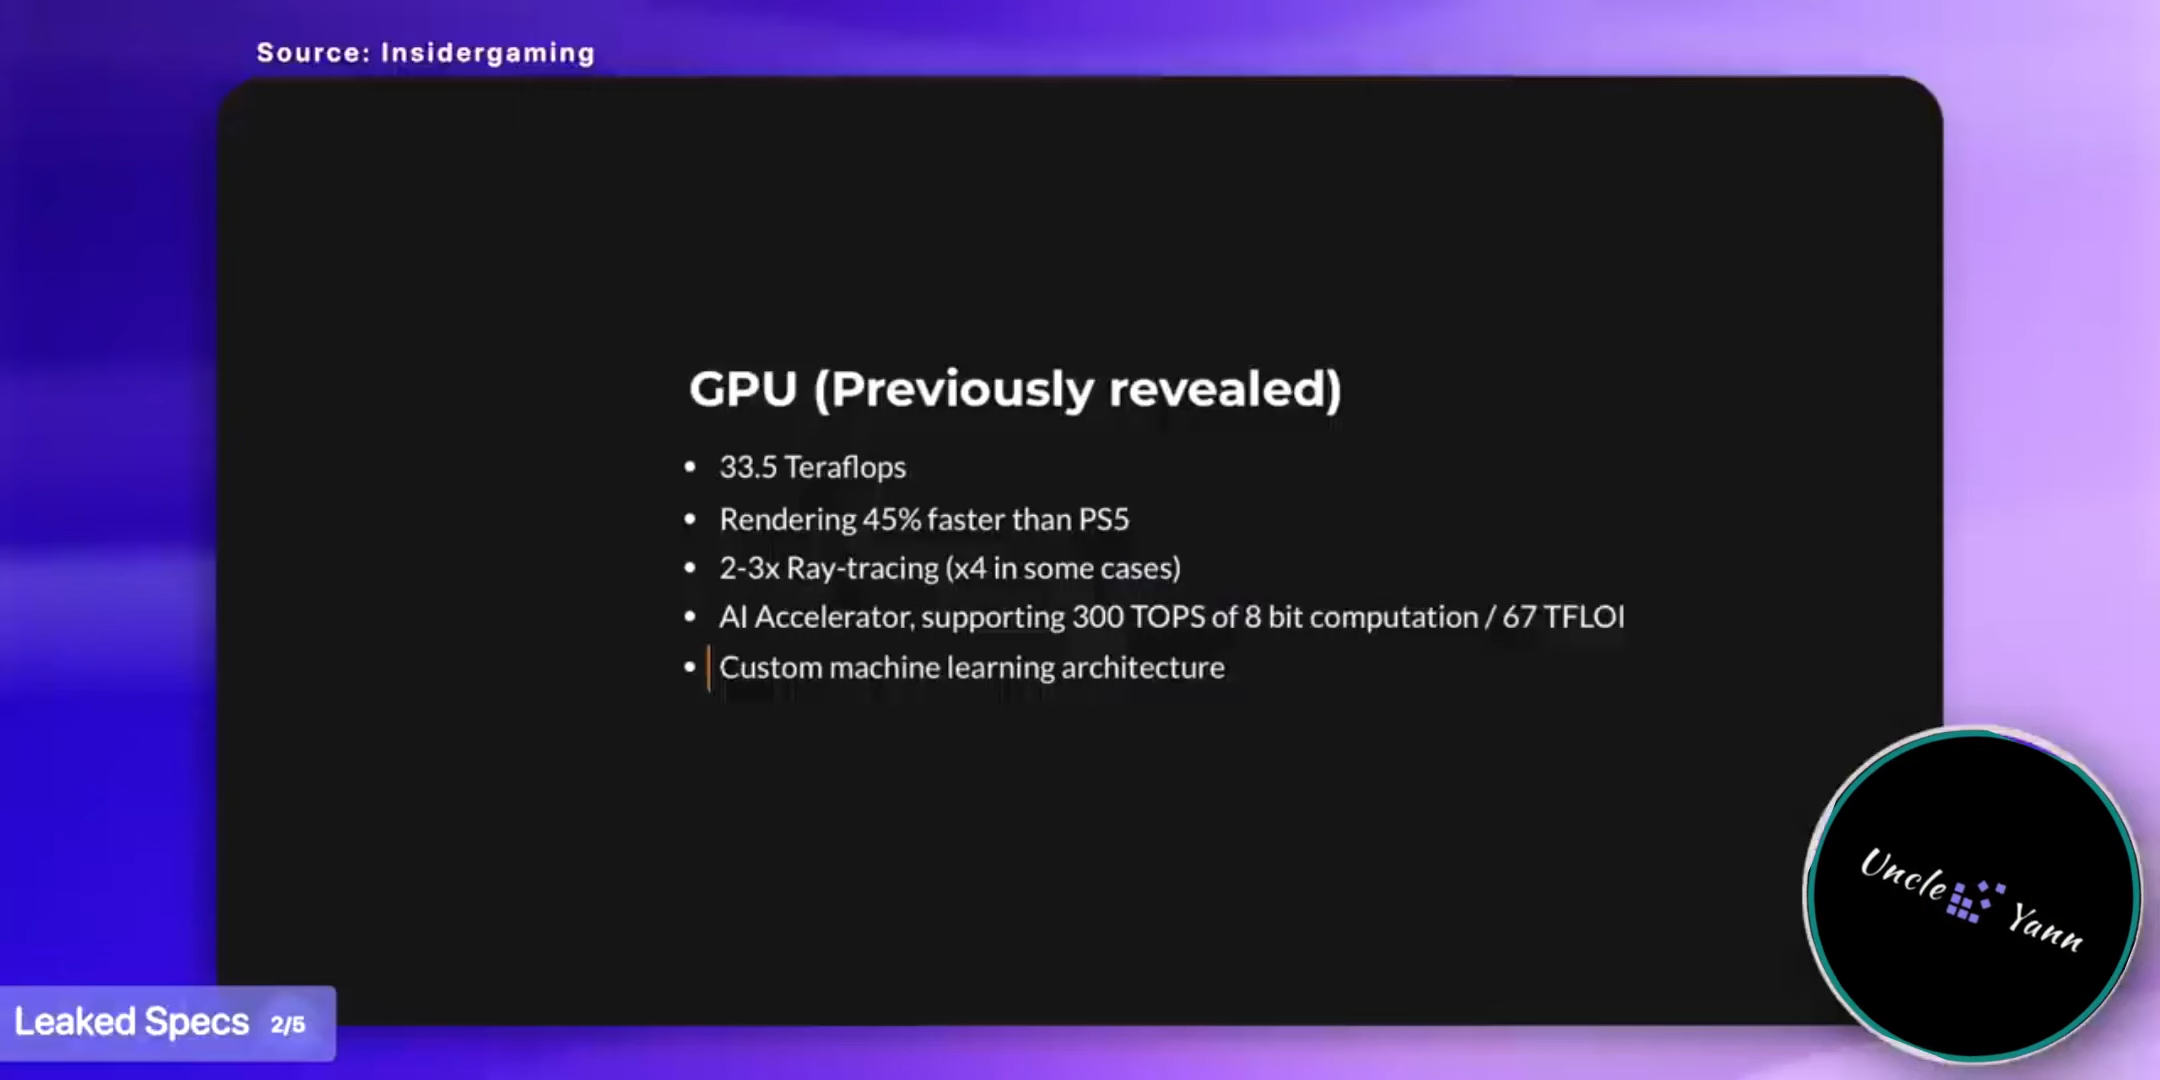 Source: Insidergaming
GPU (Previously revealed)
• 33.5 Teraflops
• Rendering 45% faster than PS5
• 2-3x Ray-tracing (x4 in some cases)
• AI Accelerator, supporting 300 TOPS of 8 bit computation / 67 TFLOI
• Custom machine learning architecture
Uncle Yann
Leaked Specs 2/5